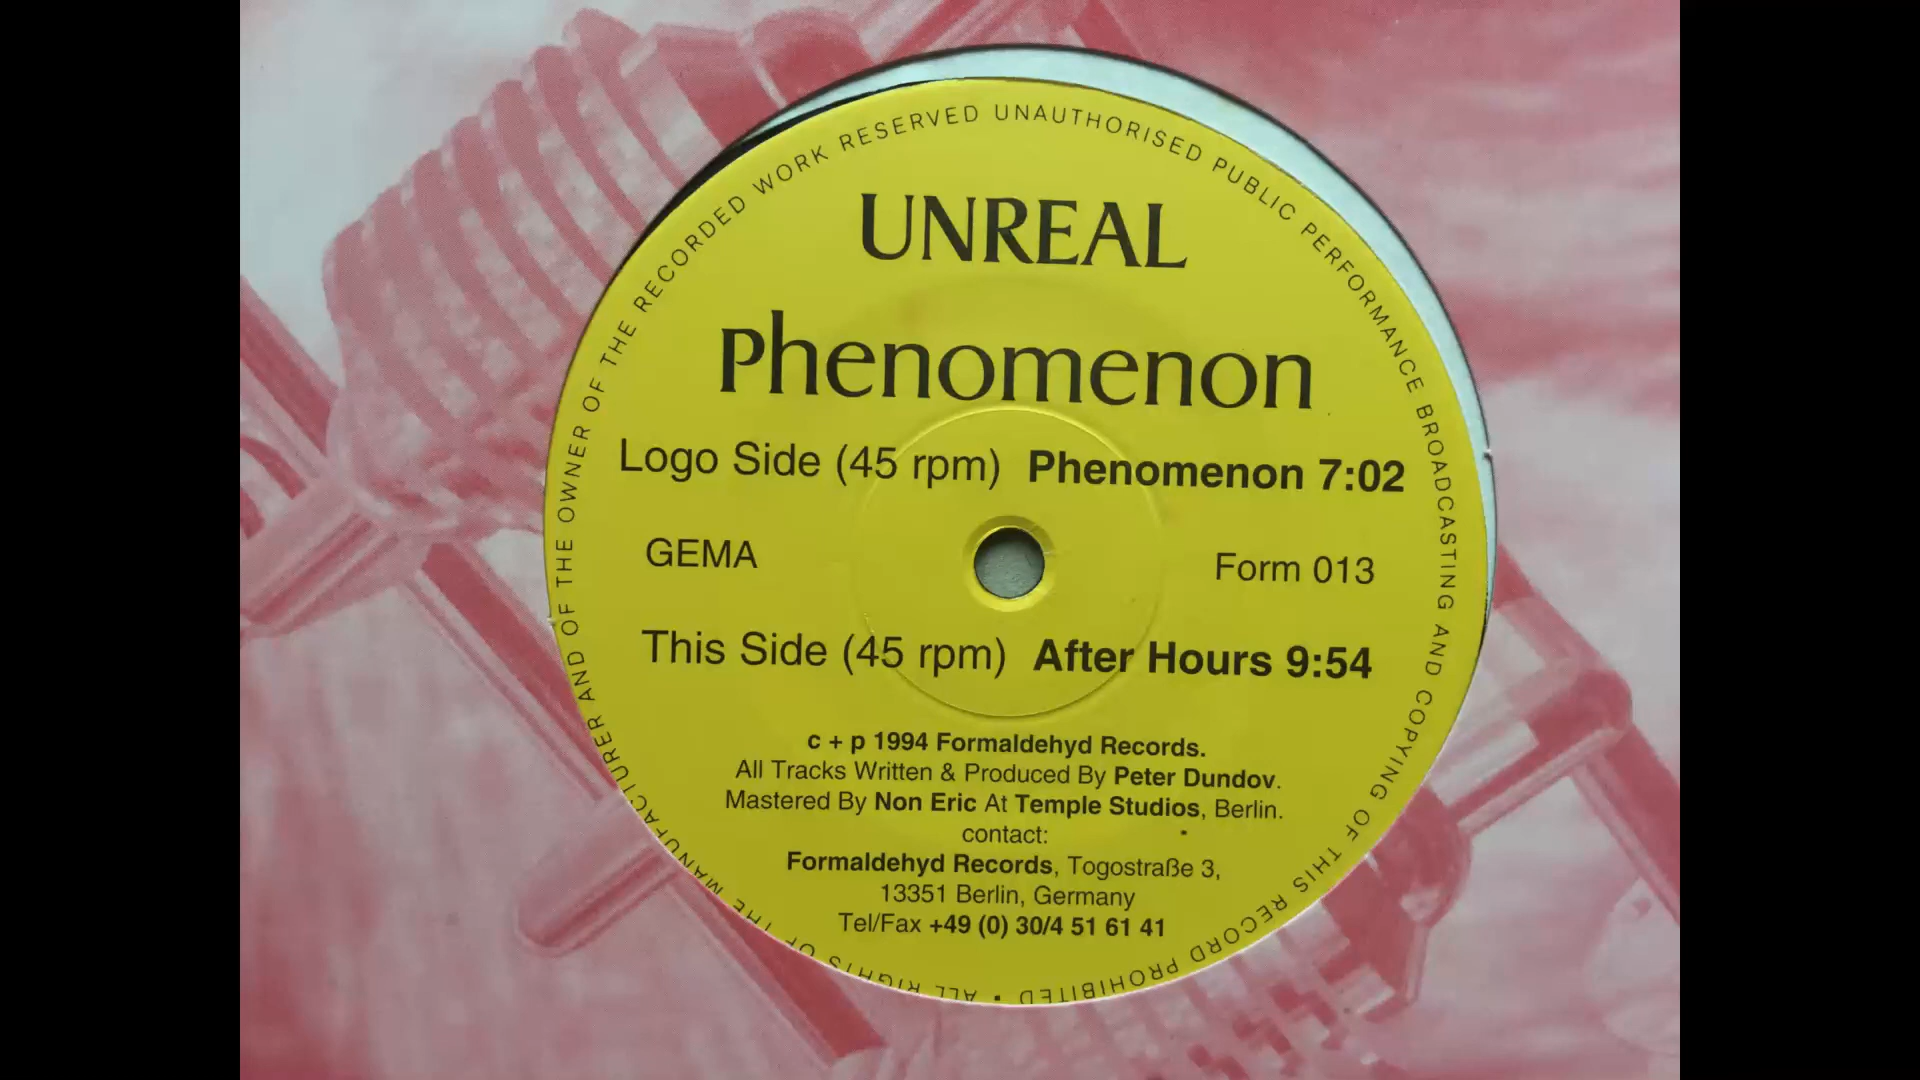 ALL RIGHTS OF THE MANUFACTURER AND OF THE OWNER OF THE RECORDED WORK RESERVED UNAUTHORISED PUBLIC PERFORMANCE BROADCASTING AND COPYING OF THIS RECORD PROHIBITED •
UNREAL
Phenomenon
Logo Side (45 rpm) Phenomenon 7:02
GEMA Form 013
This Side (45 rpm) After Hours 9:54
c + p 1994 Formaldehyd Records.
All Tracks Written & Produced By Peter Dundov.
Mastered By Non Eric At Temple Studios, Berlin.
contact:
Formaldehyd Records, Togostraße 3,
13351 Berlin, Germany
Tel/Fax +49 (0) 30/4 51 61 41